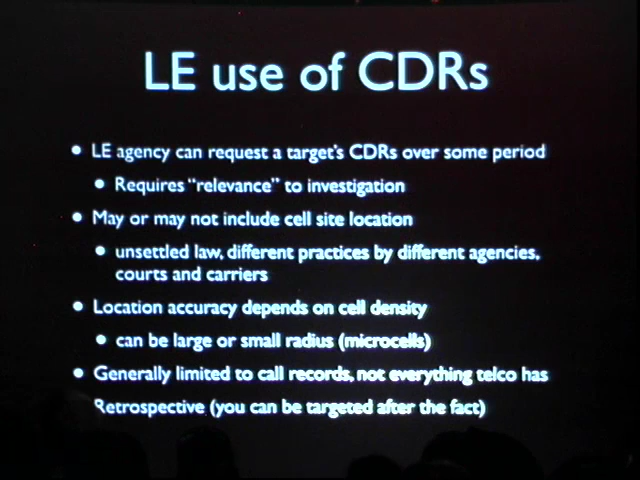 LE use of CDRs
• LE agency can request a target's CDRs over some period
• Requires "relevance" to investigation
• May or may not include cell site location
• unsettled law, different practices by different agencies,
courts and carriers
• Location accuracy depends on cell density
• can be large or small radius (microcells)
• Generally limited to call records, not everything telco has
Retrospective (you can be targeted after the fact)